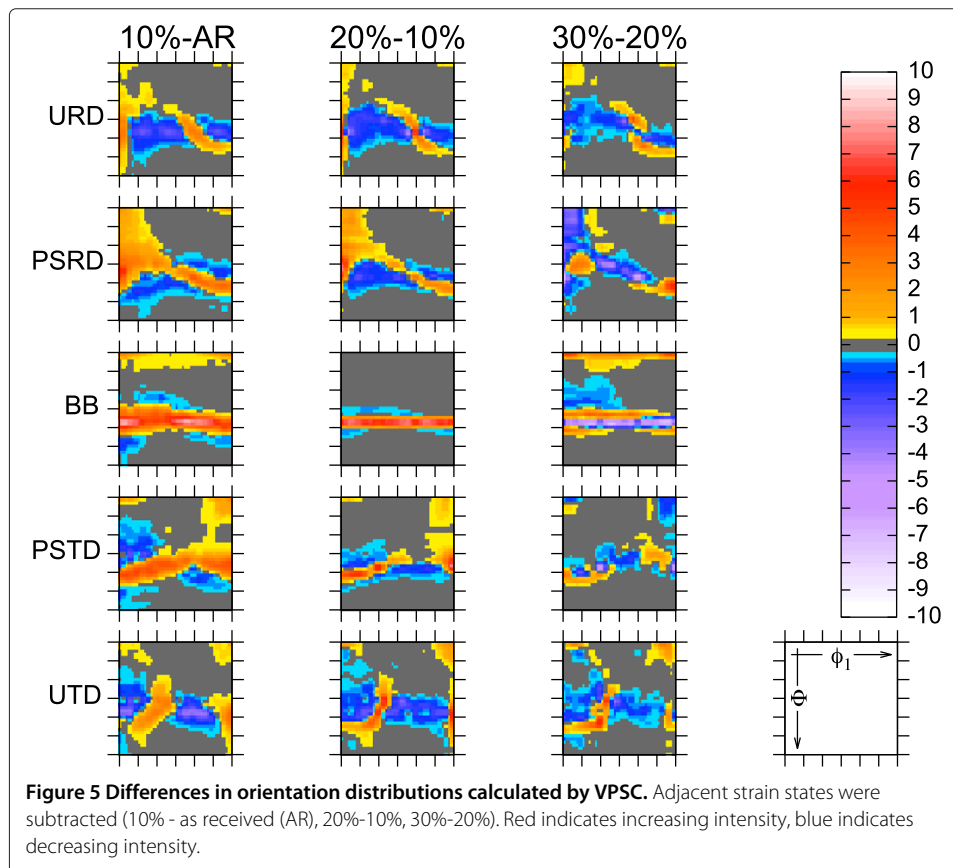 10%-AR 20%-10% 30%-20%
URD
PSRD
BB
PSTD
UTD
10
9
8
7
6
5
4
3
2
1
0
-1
-2
-3
-4
-5
-6
-7
-8
-9
-10
ϕ1
Φ
Figure 5 Differences in orientation distributions calculated by VPSC. Adjacent strain states were
subtracted (10% - as received (AR), 20%-10%, 30%-20%). Red indicates increasing intensity, blue indicates
decreasing intensity.